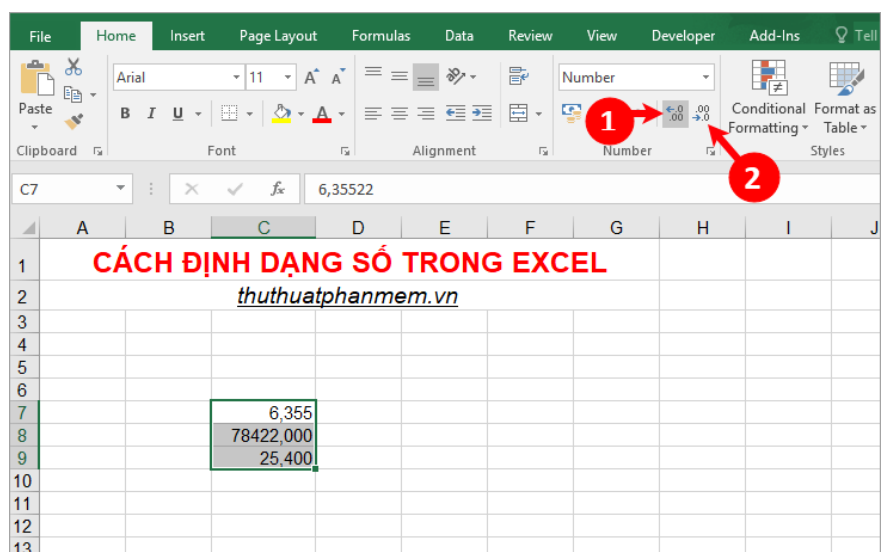 File Home Insert Page Layout Formulas Data Review View Developer Add-Ins Tell
Arial 11 A A Number
Paste B I U A Conditional Format as
Formatting Table
Clipboard Font Alignment Number Styles
1
2
C7 fx 6,35522
A B C D E F G H I J
1 CÁCH ĐỊNH DẠNG SỐ TRONG EXCEL
2 thuthuatphanmem.vn
3
4
5
6
7 6,355
8 78422,000
9 25,400
10
11
12
13